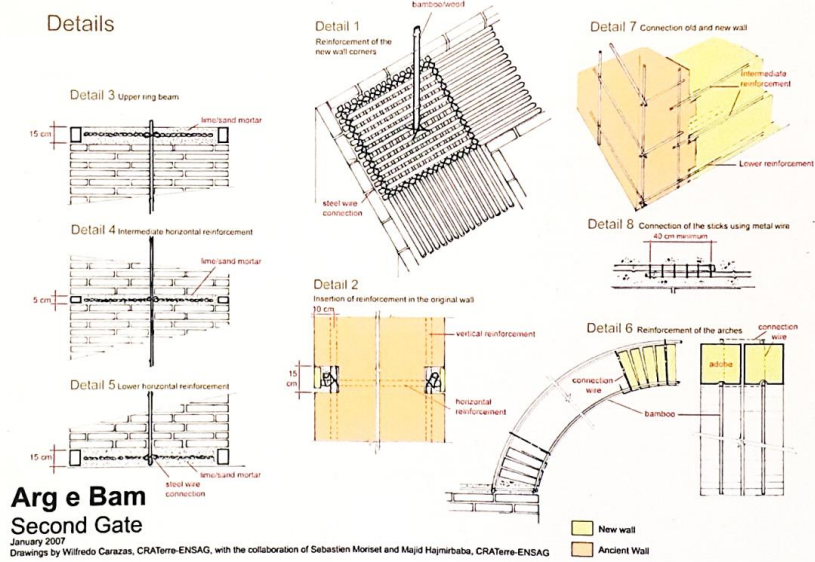 Details
Detail 1
Reinforcement of the
new wall corners
bamboo/wood
steel wire
connection
Detail 3 Upper ring beam
lime/sand mortar
15 cm
Detail 4 Intermediate horizontal reinforcement
lime/sand mortar
5 cm
Detail 5 Lower horizontal reinforcement
15 cm
steel wire
connection
lime/sand mortar
Detail 2
Insertion of reinforcement in the original wall
10 cm
vertical reinforcement
15
cm
horizontal
reinforcement
Detail 7 Connection old and new wall
Intermediate
reinforcement
Lower reinforcement
Detail 8 Connection of the sticks using metal wire
40 cm minimum
Detail 6 Reinforcement of the arches
connection
wire
adobe
connection
wire
bamboo
New wall
Ancient Wall
Arg e Bam
Second Gate
January 2007
Drawings by Wilfredo Carazas, CRATerre-ENSAG, with the collaboration of Sebastien Moriset and Majid Hajmirbaba, CRATerre-ENSAG